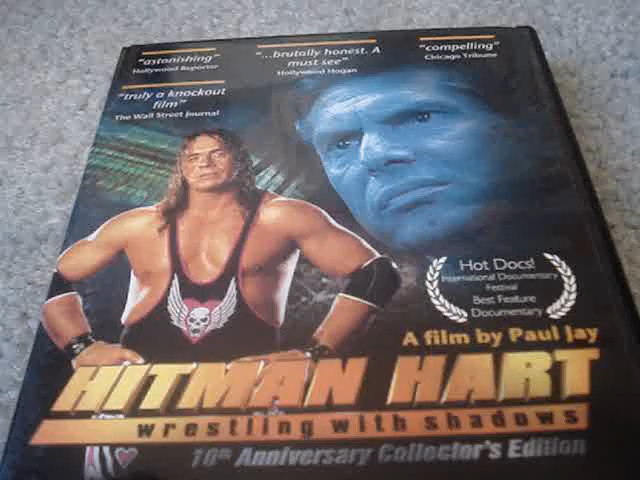 "astonishing"
Hollywood Reporter
"...brutally honest. A
must see"
Hollywood Hogan
"compelling"
Chicago Tribune
"truly a knockout
film"
The Wall Street Journal
Hot Docs!
International Documentary
Festival
Best Feature
Documentary
A film by Paul Jay
HITMAN HART
wrestling with shadows
10th Anniversary Collector's Edition